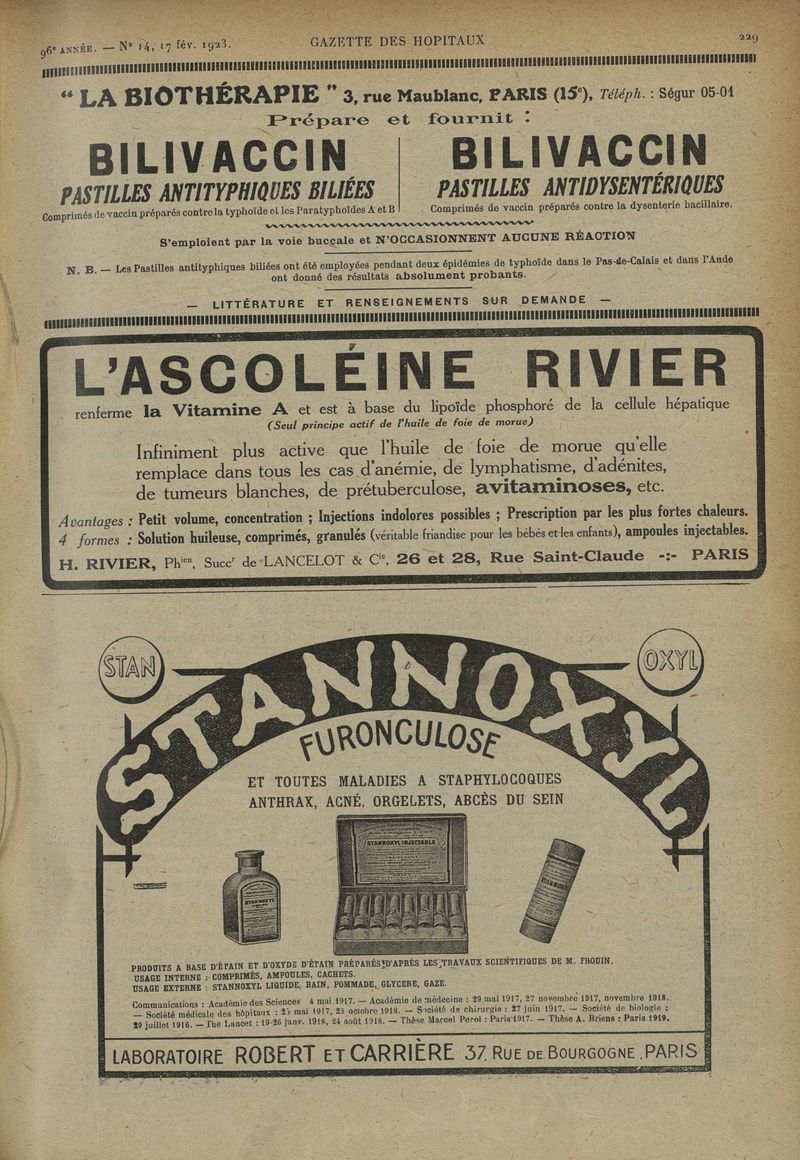 96e ANNÉE. — N° 14, 17 fév. 1923.
GAZETTE DES HOPITAUX
229
“ LA BIOTHÉRAPIE ” 3, rue Maublanc, PARIS (15e), Téléph. : Ségur 05-01
Prépare et fournit :
BILIVACCIN
PASTILLES ANTITYPHIQUES BILIÉES
Comprimés de vaccin préparés contre la typhoïde et les Paratyphoïdes A et B
BILIVACCIN
PASTILLES ANTIDYSENTÉRIQUES
Comprimés de vaccin préparés contre la dysenterie bacillaire.
S'emploient par la voie buccale et N'OCCASIONNENT AUCUNE RÉACTION
N. B. — Les Pastilles antityphiques biliées ont été employées pendant deux épidémies de typhoïde dans le Pas-de-Calais et dans l'Aude
ont donné des résultats absolument probants.
— LITTÉRATURE ET RENSEIGNEMENTS SUR DEMANDE —
L'ASCOLÉINE RIVIER
renferme la Vitamine A et est à base du lipoïde phosphoré de la cellule hépatique
(Seul principe actif de l'huile de foie de morue)
Infiniment plus active que l'huile de foie de morue qu'elle
remplace dans tous les cas d'anémie, de lymphatisme, d'adénites,
de tumeurs blanches, de prétuberculose, avitaminoses, etc.
Avantages : Petit volume, concentration ; Injections indolores possibles ; Prescription par les plus fortes chaleurs.
4 formes : Solution huileuse, comprimés, granulés (véritable friandise pour les bébés et les enfants), ampoules injectables.
H. RIVIER, Phien, Succr de LANCELOT & Cie, 26 et 28, Rue Saint-Claude -:- PARIS
STAN
OXYL
STANNOXYL
FURONCULOSE
ET TOUTES MALADIES A STAPHYLOCOQUES
ANTHRAX, ACNÉ, ORGELETS, ABCÈS DU SEIN
STANNOXYL INJECTABLE
STANNOXYL
STANNOXYL
PRODUITS A BASE D'ÉTAIN ET D'OXYDE D'ÉTAIN PRÉPARÉS D'APRÈS LES TRAVAUX SCIENTIFIQUES DE M. FROUIN.
USAGE INTERNE : COMPRIMÉS, AMPOULES, CACHETS.
USAGE EXTERNE : STANNOXYL LIQUIDE, BAIN, POMMADE, GLYCERE, GAZE.
Communications : Académie des Sciences 4 mai 1917. — Académie de médecine : 29 mai 1917, 27 novembre 1917, novembre 1918.
— Société médicale des hôpitaux : 25 mai 1917, 25 octobre 1918. — Société de chirurgie : 27 juin 1917. — Société de biologie :
29 juillet 1916. — The Lancet : 19-26 janv. 1918, 24 août 1918. — Thèse Marcel Perol : Paris 1917. — Thèse A. Briens : Paris 1919.
LABORATOIRE ROBERT ET CARRIÈRE 37, RUE DE BOURGOGNE, PARIS